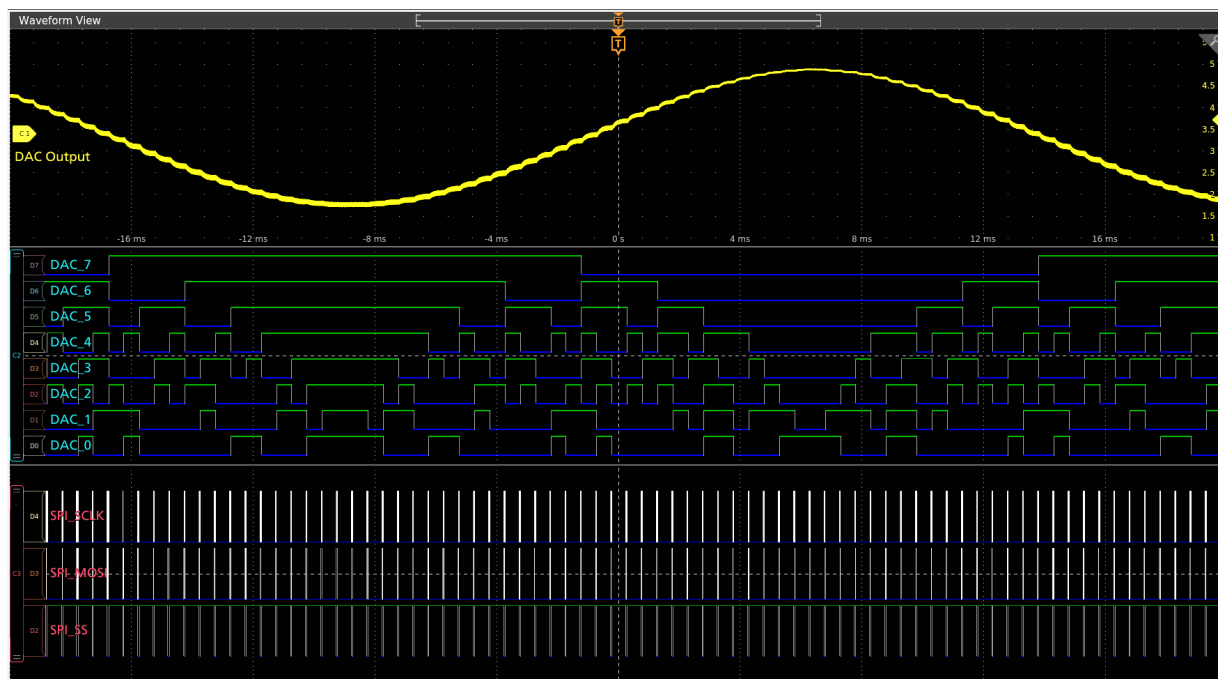 Waveform View
T
T
5
4.5
4
C 1
3.5
DAC Output
3
2.5
2
1.5
-16 ms -12 ms -8 ms -4 ms 0 s 4 ms 8 ms 12 ms 16 ms 1
D7 DAC_7
D6 DAC_6
D5 DAC_5
D4 DAC_4
C2
D3 DAC_3
D2 DAC_2
D1 DAC_1
D0 DAC_0
D4 SPI_SCLK
C3 D3 SPI_MOSI
D2 SPI_SS